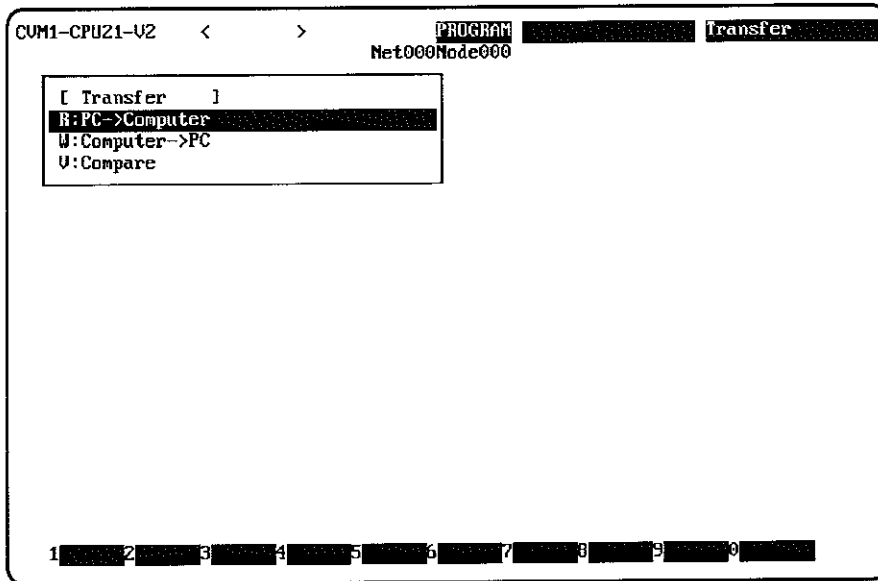 CVM1-CPU21-V2 < > PROGRAM Transfer
Net000Node000
[ Transfer ]
R:PC->Computer
W:Computer->PC
V:Compare
1 2 3 4 5 6 7 8 9 0